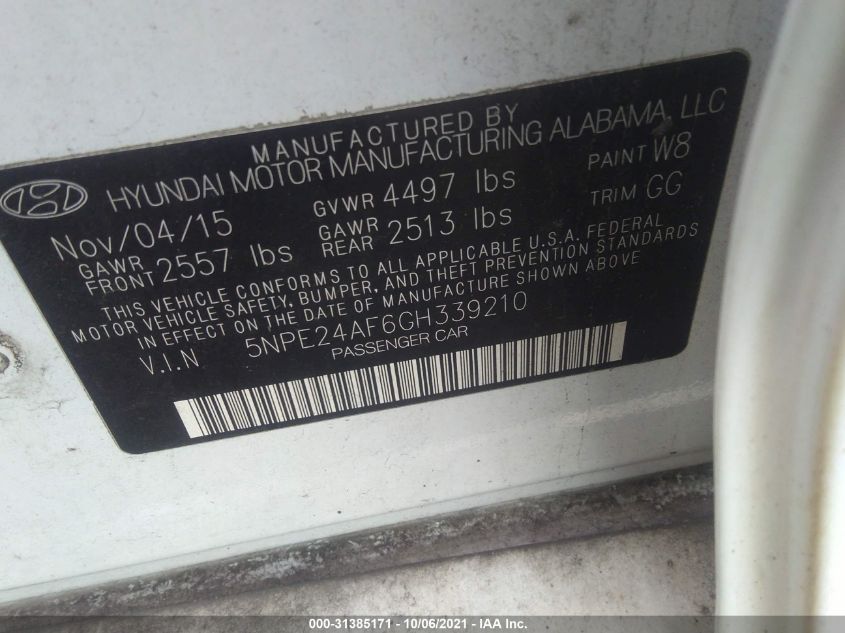 MANUFACTURED BY
HYUNDAI MOTOR MANUFACTURING ALABAMA, LLC
Nov/04/15 GVWR 4497 lbs PAINT W8
GAWR FRONT 2557 lbs GAWR REAR 2513 lbs TRIM GG
THIS VEHICLE CONFORMS TO ALL APPLICABLE U.S.A. FEDERAL
MOTOR VEHICLE SAFETY, BUMPER, AND THEFT PREVENTION STANDARDS
IN EFFECT ON THE DATE OF MANUFACTURE SHOWN ABOVE
V.I.N 5NPE24AF6GH339210
PASSENGER CAR
000-31385171 - 10/06/2021 - IAA Inc.